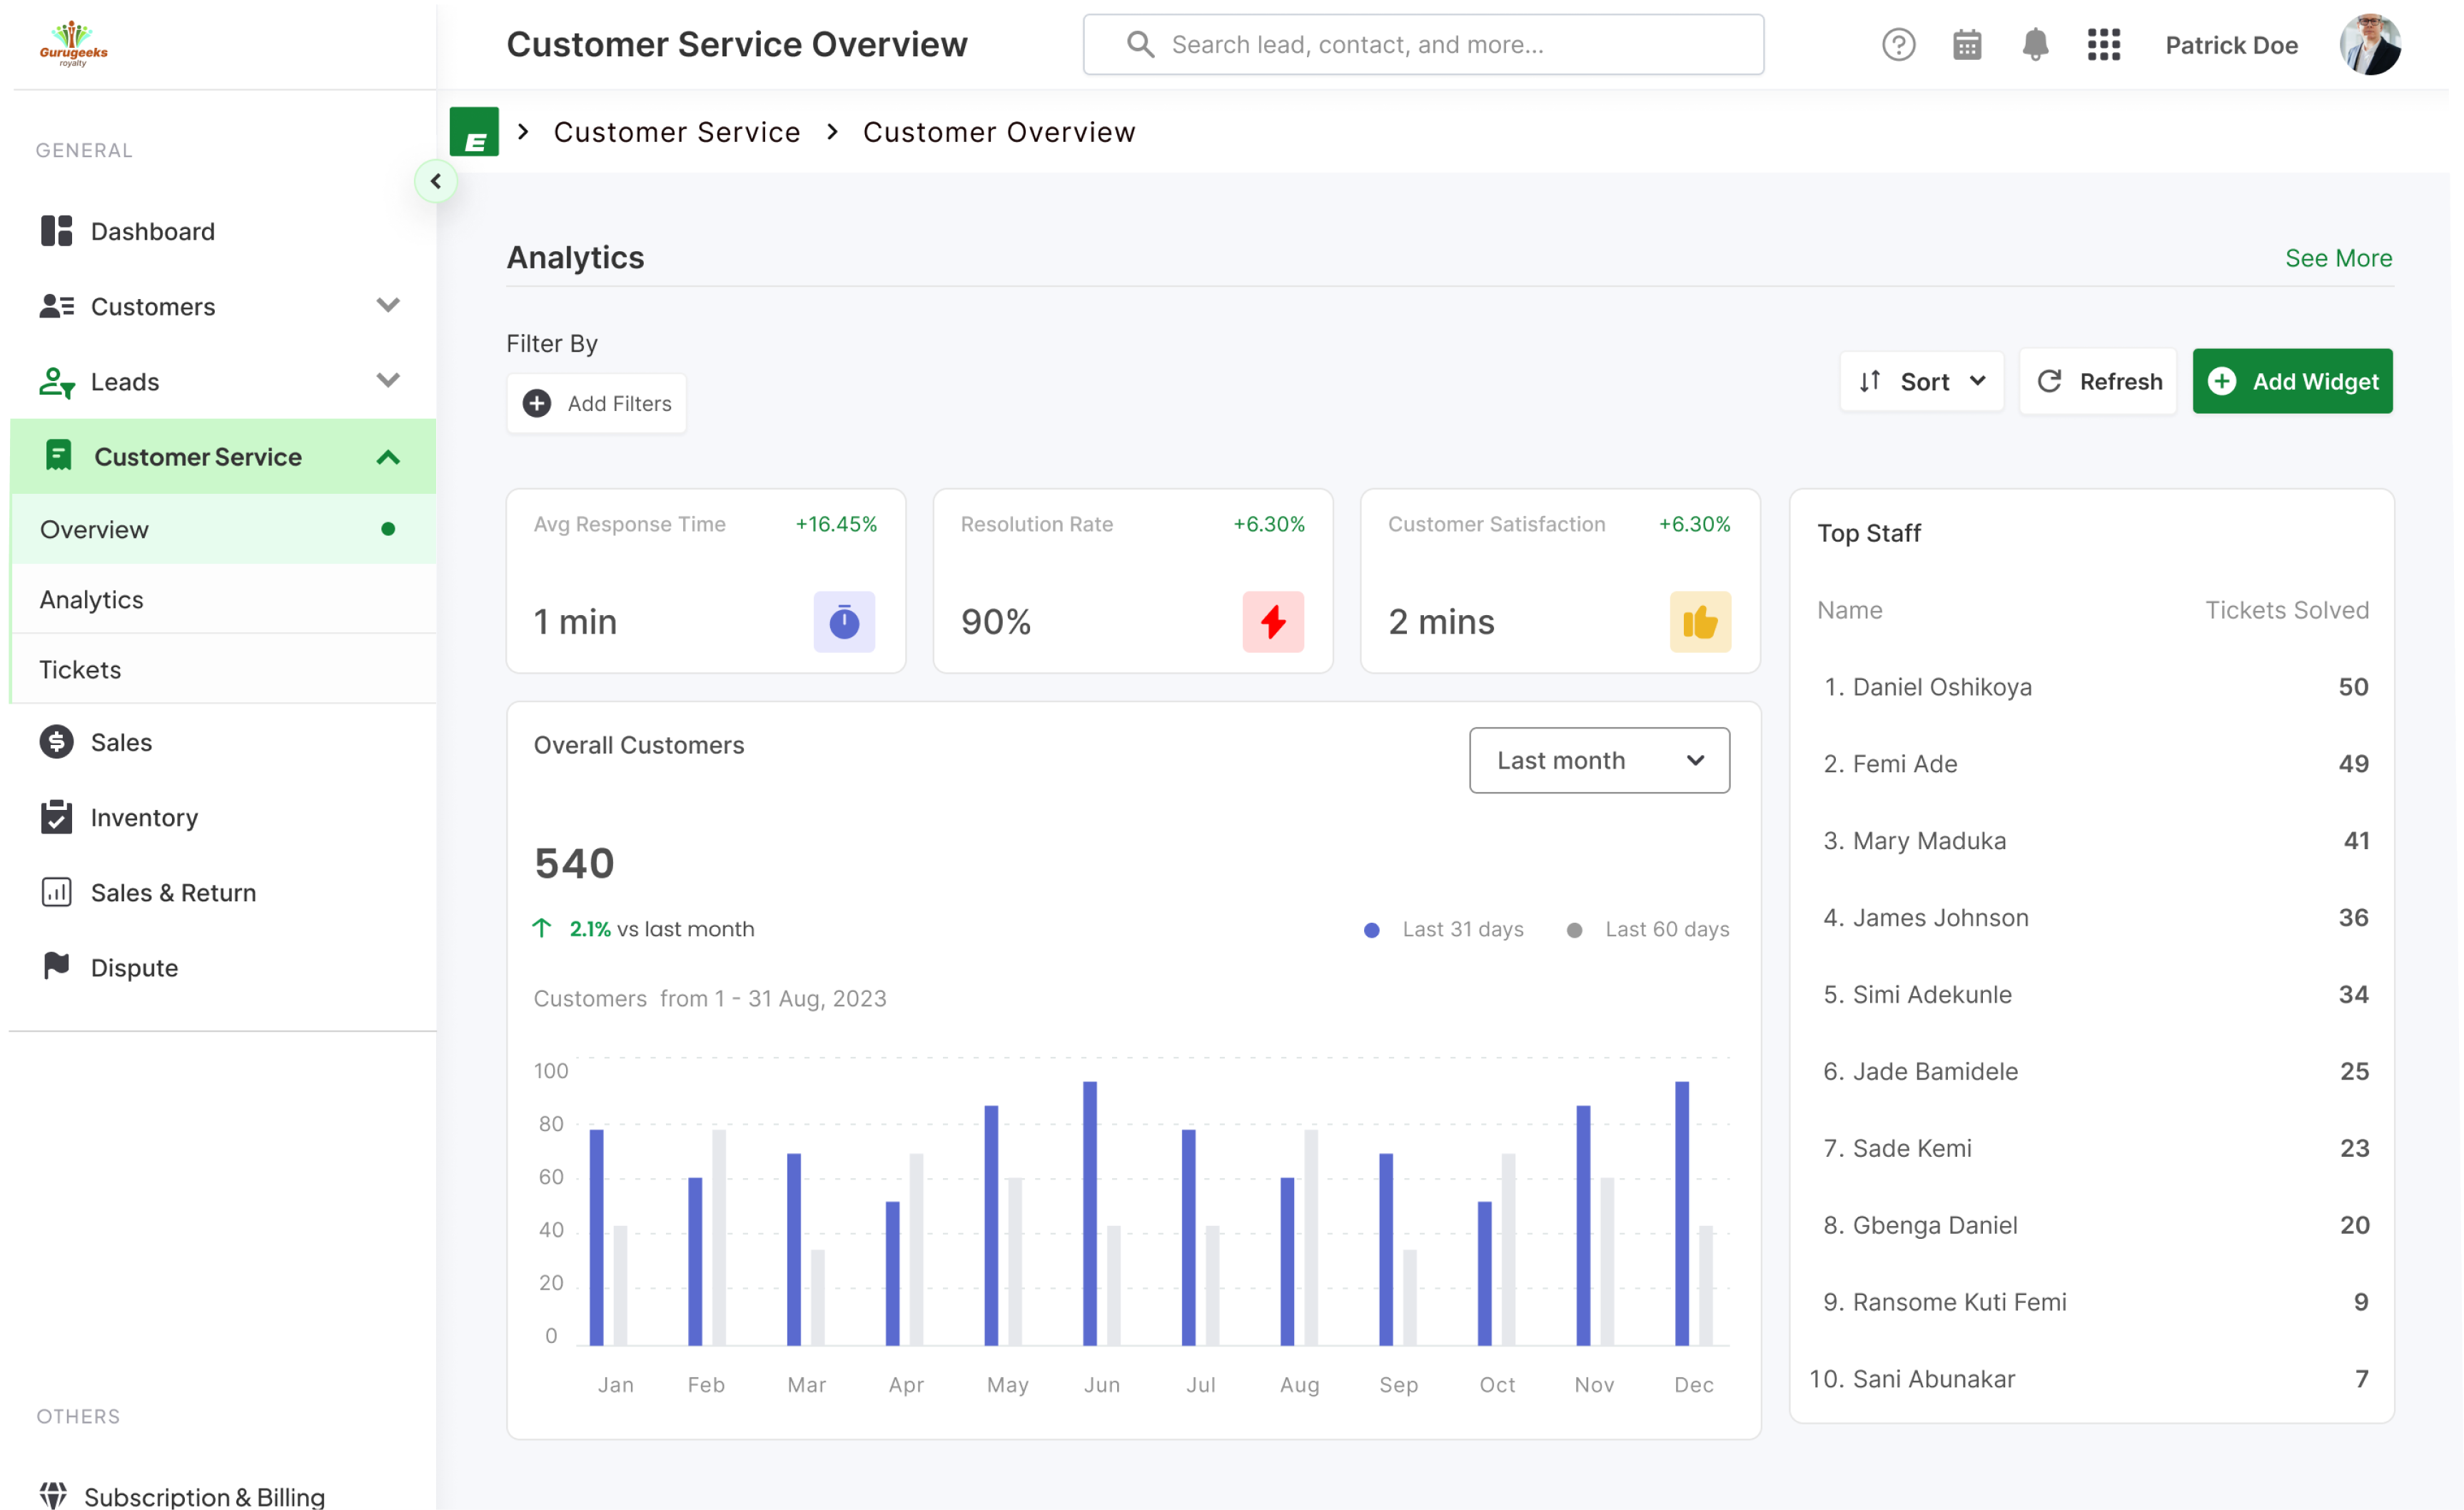 Gurugeeks
royalty
Customer Service Overview
Search lead, contact, and more...
Patrick Doe
E
Customer Service
Customer Overview
GENERAL
Dashboard
Customers
Leads
Customer Service
Overview
Analytics
Tickets
Sales
Inventory
Sales & Return
Dispute
OTHERS
Subscription & Billing
Analytics
See More
Filter By
Add Filters
Sort
Refresh
Add Widget
Avg Response Time +16.45%
1 min
Resolution Rate +6.30%
90%
Customer Satisfaction +6.30%
2 mins
Overall Customers
Last month
540
2.1% vs last month
Last 31 days Last 60 days
Customers from 1 - 31 Aug, 2023
100
80
60
40
20
0
Jan Feb Mar Apr May Jun Jul Aug Sep Oct Nov Dec
Top Staff
Name Tickets Solved
1. Daniel Oshikoya 50
2. Femi Ade 49
3. Mary Maduka 41
4. James Johnson 36
5. Simi Adekunle 34
6. Jade Bamidele 25
7. Sade Kemi 23
8. Gbenga Daniel 20
9. Ransome Kuti Femi 9
10. Sani Abunakar 7